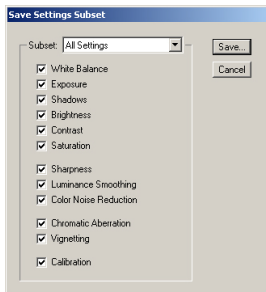 Save Settings Subset
Subset: All Settings
Save...
Cancel
White Balance
Exposure
Shadows
Brightness
Contrast
Saturation
Sharpness
Luminance Smoothing
Color Noise Reduction
Chromatic Aberration
Vignetting
Calibration